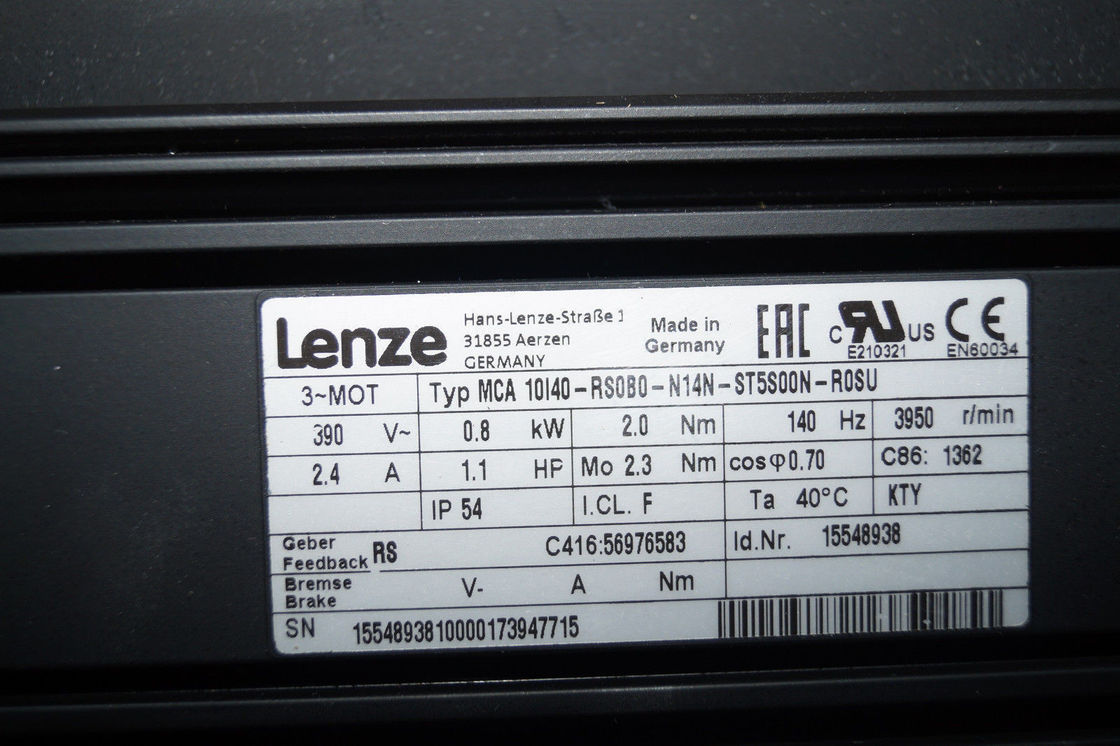 Lenze
Hans-Lenze-Straße 1
31855 Aerzen
GERMANY
Made in
Germany
EAC
c RU US
E210321
CE
EN60034
3~MOT Typ MCA 10I40-RS0B0-N14N-ST5S00N-R0SU
390 V~ 0.8 kW 2.0 Nm 140 Hz 3950 r/min
2.4 A 1.1 HP Mo 2.3 Nm cosφ0.70 C86: 1362
IP 54 I.CL. F Ta 40°C KTY
Geber
Feedback RS C416:56976583 Id.Nr. 15548938
Bremse
Brake V- A Nm
SN 1554893810000173947715